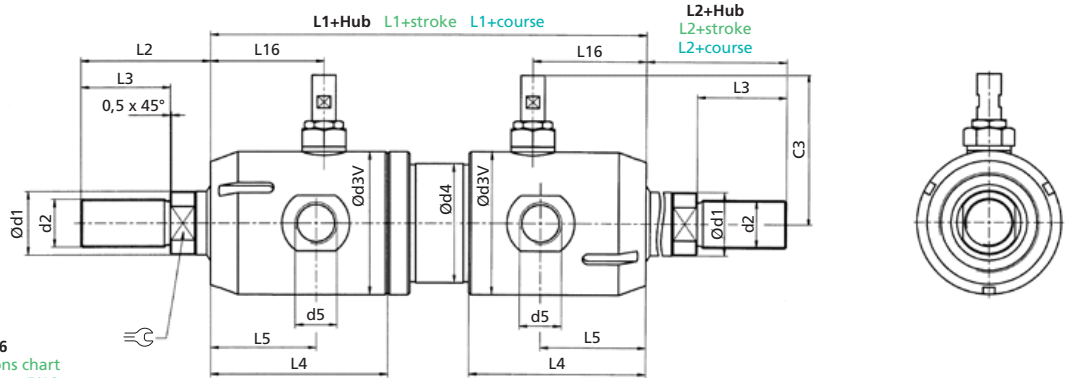 L1+Hub L1+stroke L1+course
L2+Hub
L2+stroke
L2+course
L2
L16
L16
L3
L3
0,5 x 45°
C3
Ød1
d2
Ød3V
Ød4
Ød3V
Ød1
d2
d5
d5
L5
L5
L4
L4
6
ns chart